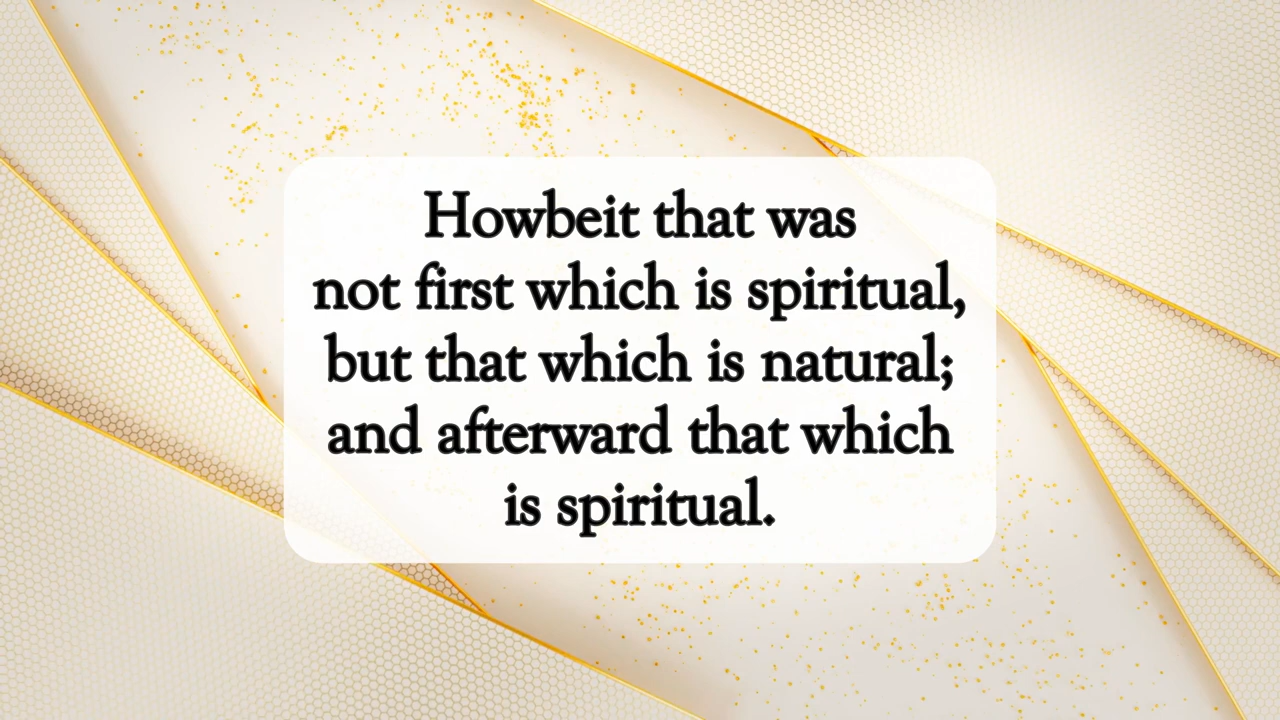 Howbeit that was
not first which is spiritual,
but that which is natural;
and afterward that which
is spiritual.